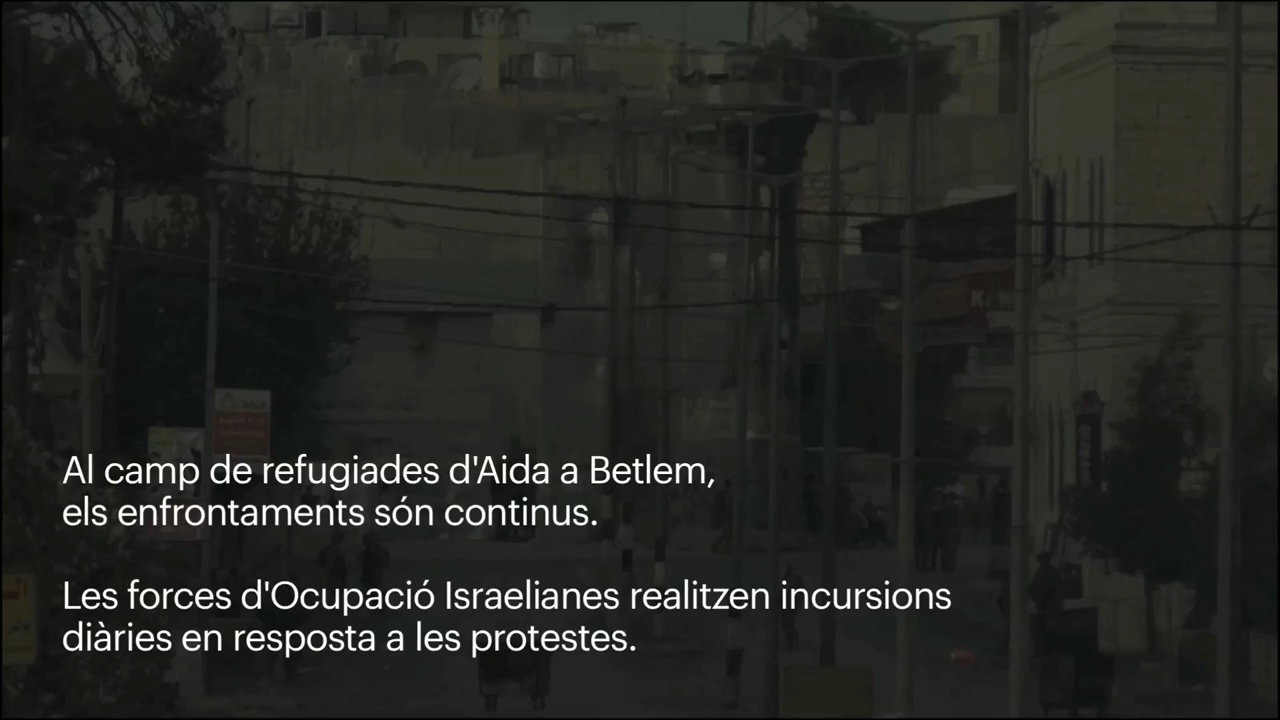 Al camp de refugiades d'Aida a Betlem,
els enfrontaments són continus.
Les forces d'Ocupació Israelianes realitzen incursions
diàries en resposta a les protestes.